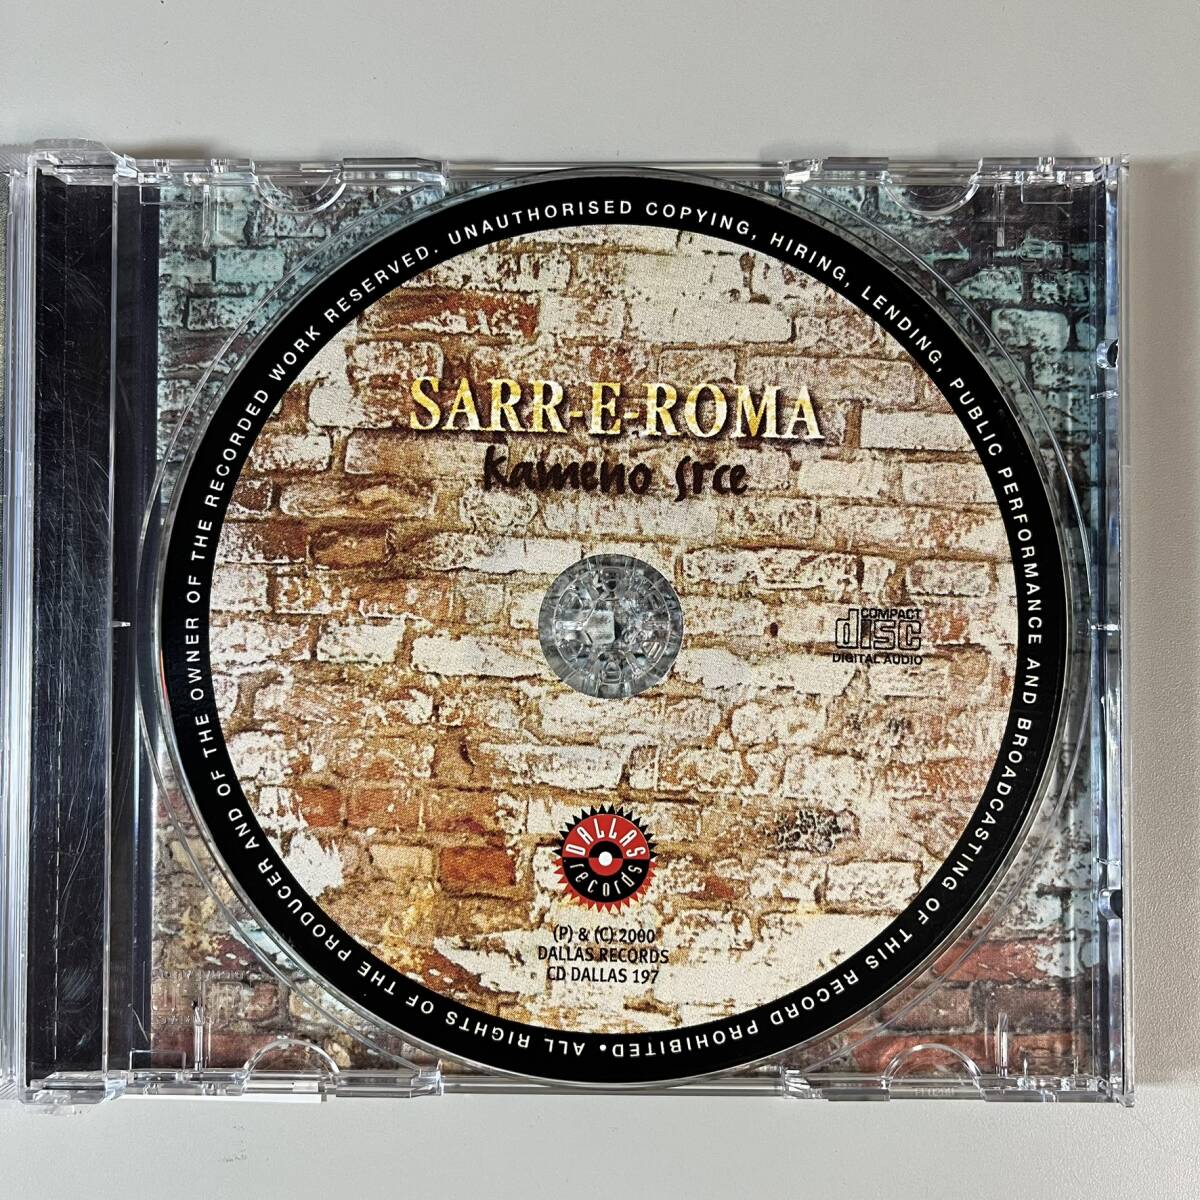 SARR-E-ROMA
Kameno srce
COMPACT
disc
DIGITAL AUDIO
DALLAS
records
(P) & (C) 2000
DALLAS RECORDS
CD DALLAS 197
ALL RIGHTS OF THE PRODUCER AND OF THE OWNER OF THE RECORDED WORK RESERVED. UNAUTHORISED COPYING, HIRING, LENDING, PUBLIC PERFORMANCE AND BROADCASTING OF THIS RECORD PROHIBITED •